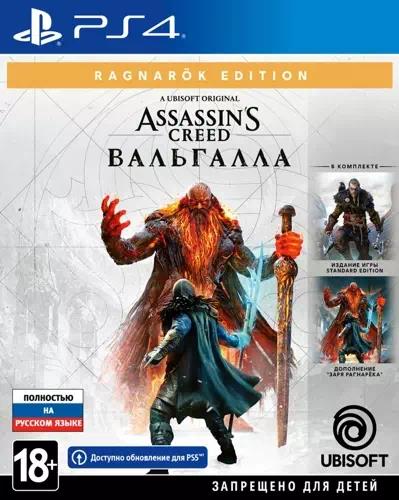 PS4
RAGNARÖK EDITION
A UBISOFT ORIGINAL
ASSASSIN'S
CREED
ВАЛЬГАЛЛА
В КОМПЛЕКТЕ
ИЗДАНИЕ ИГРЫ
STANDARD EDITION
ДОПОЛНЕНИЕ
"ЗАРЯ РАГНАРЁКА"
ПОЛНОСТЬЮ
НА
РУССКОМ ЯЗЫКЕ
18+
Доступно обновление для PS5™
UBISOFT
ЗАПРЕЩЕНО ДЛЯ ДЕТЕЙ